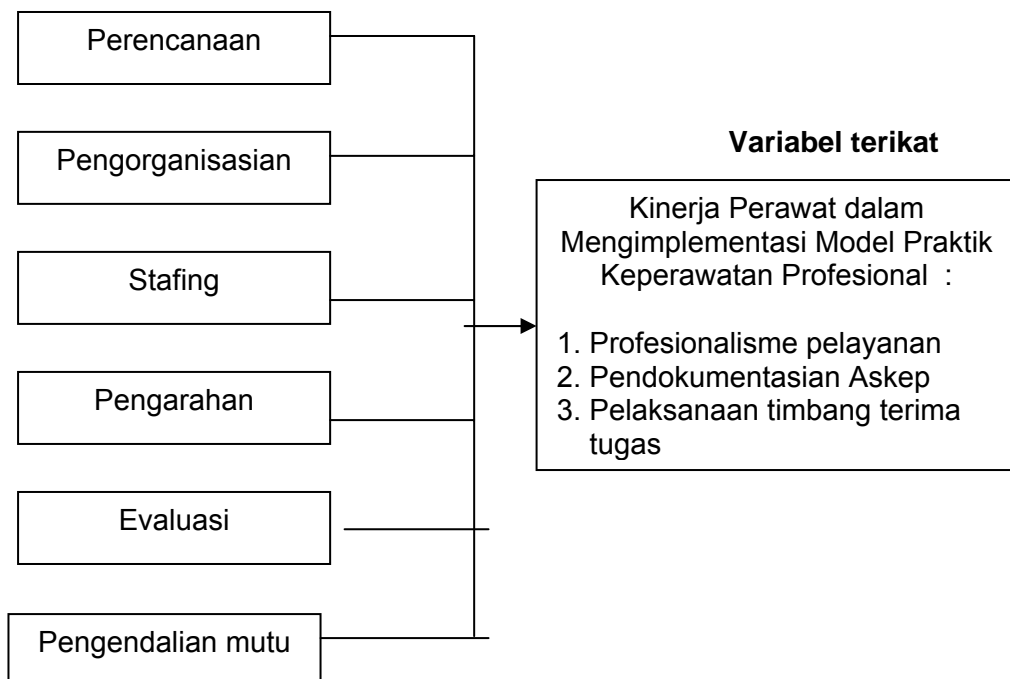 Perencanaan
Pengorganisasian
Stafing
Pengarahan
Evaluasi
Pengendalian mutu
Variabel terikat
Kinerja Perawat dalam
Mengimplementasi Model Praktik
Keperawatan Profesional :
1. Profesionalisme pelayanan
2. Pendokumentasian Askep
3. Pelaksanaan timbang terima
tugas